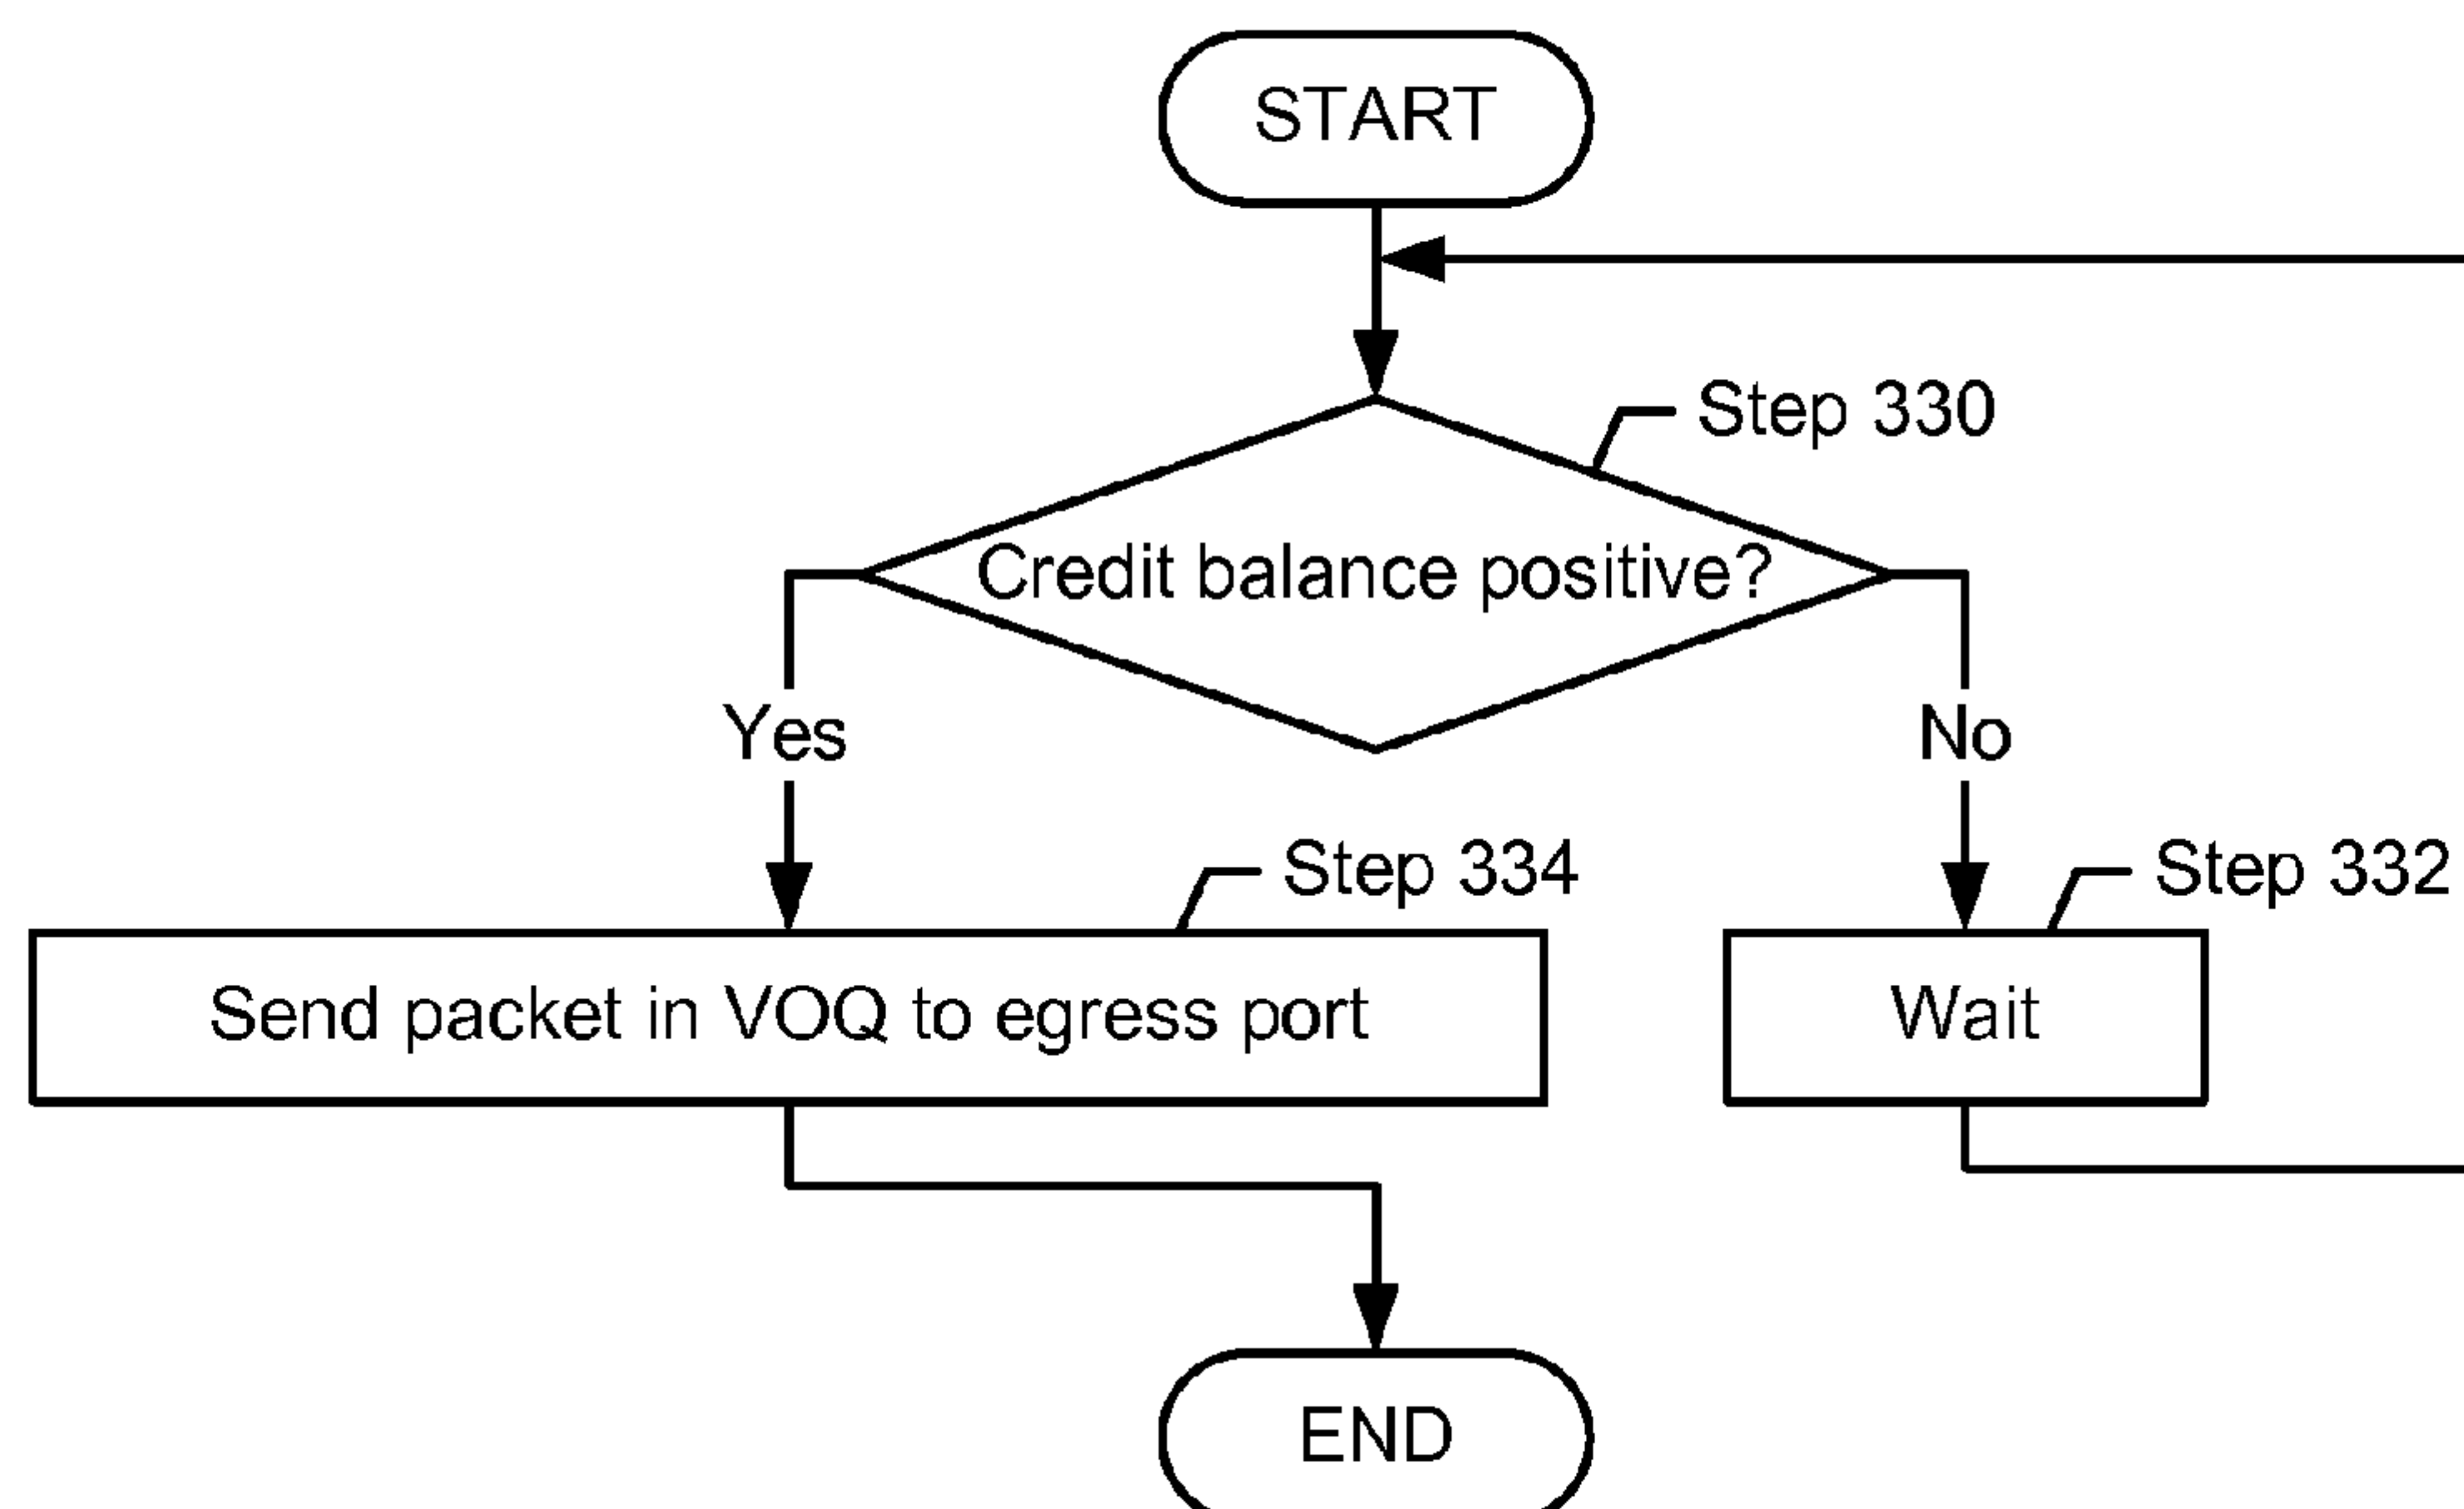 START
Step 330
Credit balance positive?
Yes
No
Step 334
Step 332
Send packet in VOQ to egress port
Wait
END